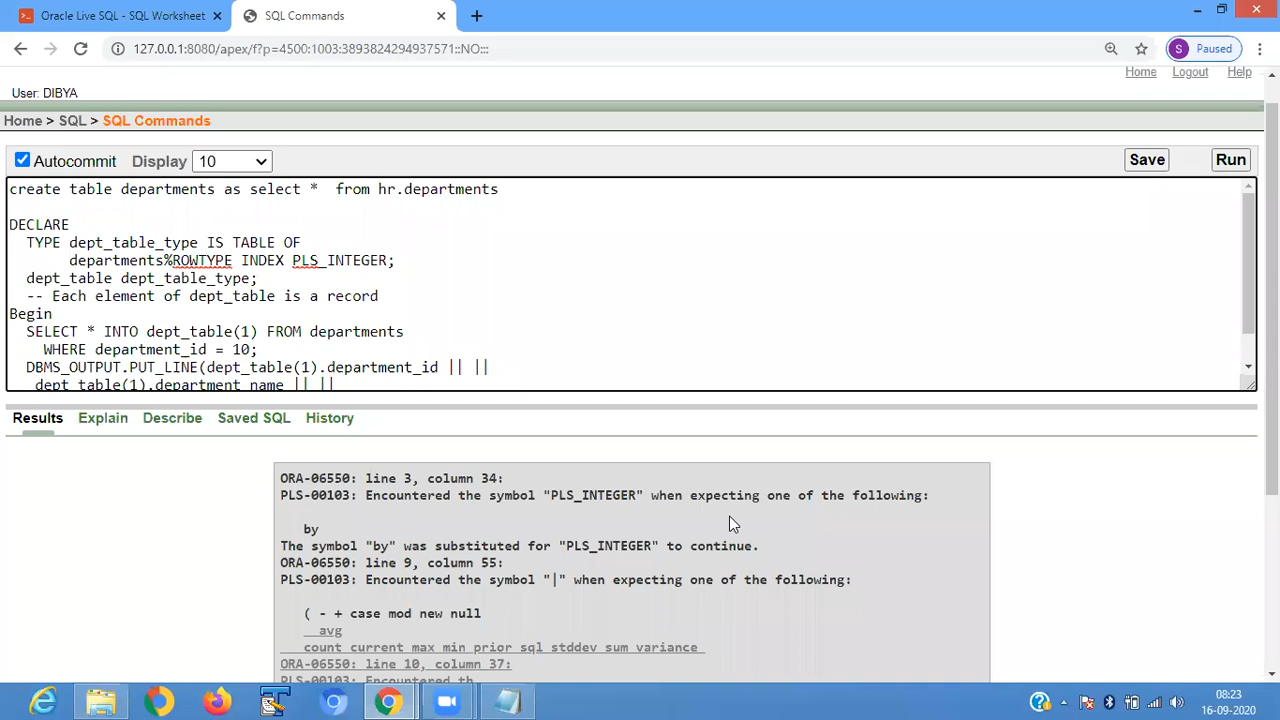 Oracle Live SQL - SQL Worksheet
SQL Commands
127.0.0.1:8080/apex/f?p=4500:1003:3893824294937571::NO:::
S Paused
Home Logout Help
User: DIBYA
Home > SQL > SQL Commands
Autocommit Display 10
Save Run
create table departments as select *  from hr.departments
DECLARE
TYPE dept_table_type IS TABLE OF
departments%ROWTYPE INDEX PLS_INTEGER;
dept_table dept_table_type;
-- Each element of dept_table is a record
Begin
SELECT * INTO dept_table(1) FROM departments
WHERE department_id = 10;
DBMS_OUTPUT.PUT_LINE(dept_table(1).department_id || ||
dept_table(1).department_name || ||
Results Explain Describe Saved SQL History
ORA-06550: line 3, column 34:
PLS-00103: Encountered the symbol "PLS_INTEGER" when expecting one of the following:
by
The symbol "by" was substituted for "PLS_INTEGER" to continue.
ORA-06550: line 9, column 55:
PLS-00103: Encountered the symbol "|" when expecting one of the following:
( - + case mod new null
avg
count current max min prior sql stddev sum variance
ORA-06550: line 10, column 37:
PLS-00103: Encountered th
08:23
16-09-2020